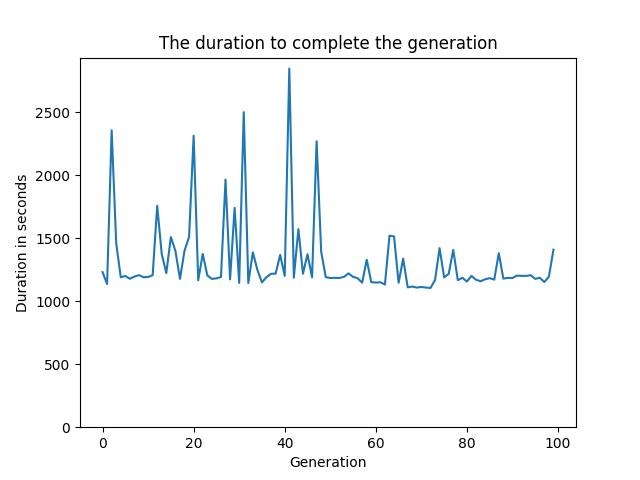 The duration to complete the generation
Duration in seconds
2500
2000
1500
1000
500
0
0 20 40 60 80 100
Generation